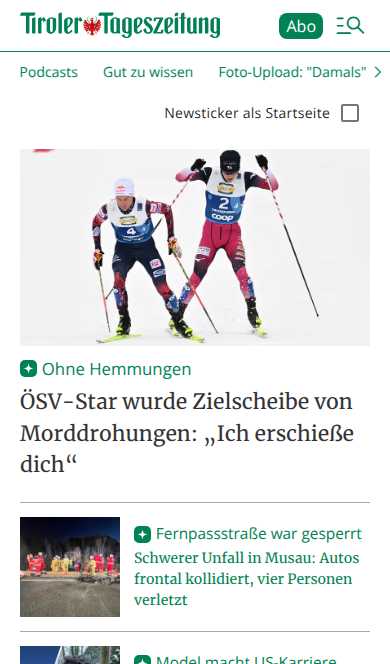 Tiroler Tageszeitung
Abo
Podcasts Gut zu wissen Foto-Upload: "Damals"
Newsticker als Startseite
4
2
coop
Ohne Hemmungen
ÖSV-Star wurde Zielscheibe von
Morddrohungen: „Ich erschieße
dich“
Fernpassstraße war gesperrt
Schwerer Unfall in Musau: Autos
frontal kollidiert, vier Personen
verletzt
Model macht US-Karriere